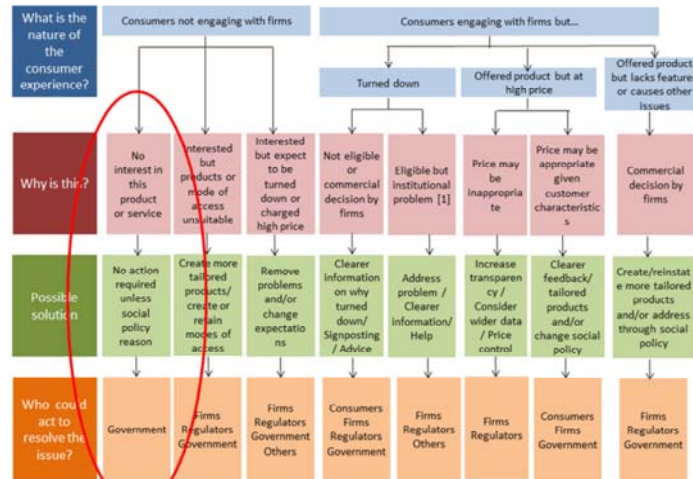 What is the
nature of
the
consumer
experience?
Consumers not engaging with firms
Consumers engaging with firms but...
Turned down
Offered product but at
high price
Offered product
but lacks feature
or causes other
issues
Why is this?
No
interest in
this
product
or service
Interested
but
products or
mode of
access
unsuitable
Interested
but expect
to be
turned
down or
charged
high price
Not eligible
or
commercial
decision by
firms
Eligible but
institutional
problem [1]
Price may
be
inappropria
te
Price may be
appropriate
given
customer
characteristic
s
Commercial
decision by
firms
Possible
solution
No action
required
unless
social
policy
reason
Create more
tailored
products/
create or
retain
modes of
access
Remove
problems
and/or
change
expectatio
ns
Clearer
information
on why
turned
down/
Signposting
/ Advice
Address
problem /
Clearer
information/
Help
Increase
transparenc
y / Consider
wider data
/ Price
control
Clearer
feedback/
tailored
products
and/or
change social
policy
Create/reinstat
e more tailored
products
and/or address
through social
policy
Who could
act to
resolve the
issue?
Government
Firms
Regulators
Government
Firms
Regulators
Government
Others
Consumers
Firms
Regulators
Government
Firms
Regulators
Others
Firms
Regulators
Consumers
Firms
Government
Firms
Regulators
Government